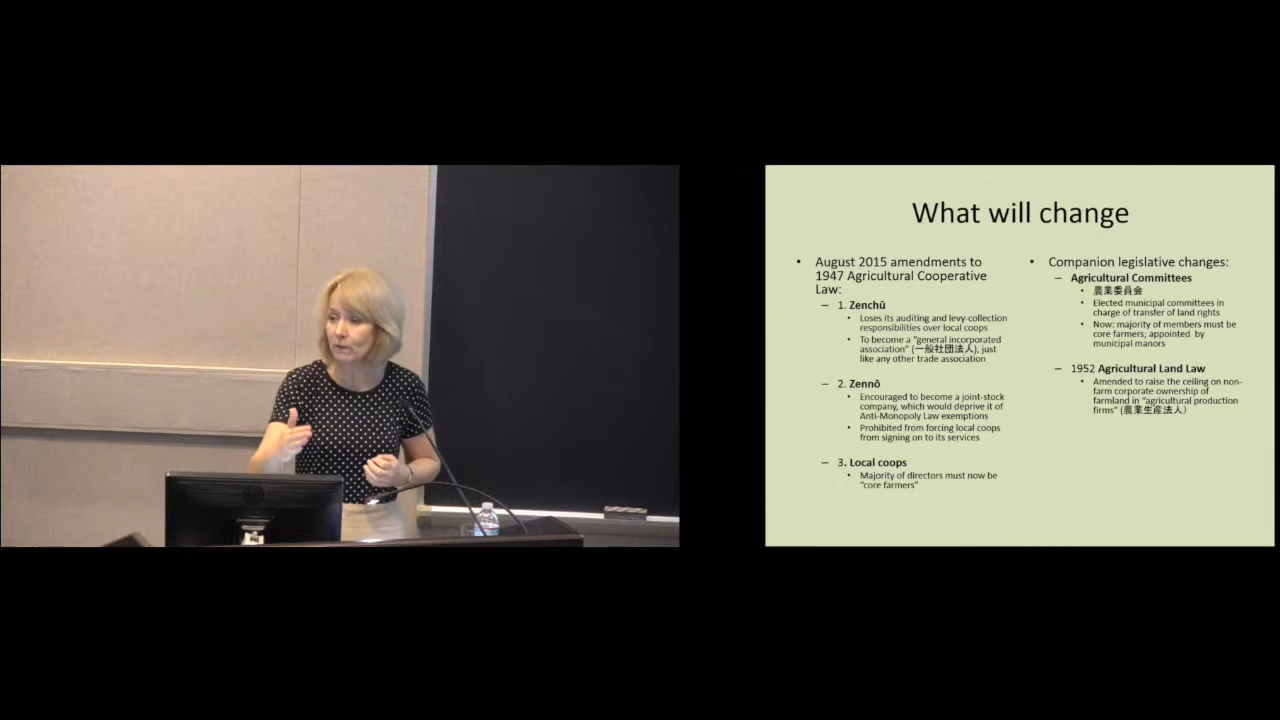 What will change
• August 2015 amendments to
1947 Agricultural Cooperative
Law:
– 1. Zenchū
• Loses its auditing and levy-collection
responsibilities over local coops
• To become a "general incorporated
association" (一般社団法人), just
like any other trade association
– 2. Zennō
• Encouraged to become a joint-stock
company, which would deprive it of
Anti-Monopoly Law exemptions
• Prohibited from forcing local coops
from signing on to its services
– 3. Local coops
• Majority of directors must now be
"core farmers"
• Companion legislative changes:
– Agricultural Committees
• 農業委員会
• Elected municipal committees in
charge of transfer of land rights
• Now: majority of members must be
core farmers; appointed by
municipal manors
– 1952 Agricultural Land Law
• Amended to raise the ceiling on non-
farm corporate ownership of
farmland in "agricultural production
firms" (農業生産法人)